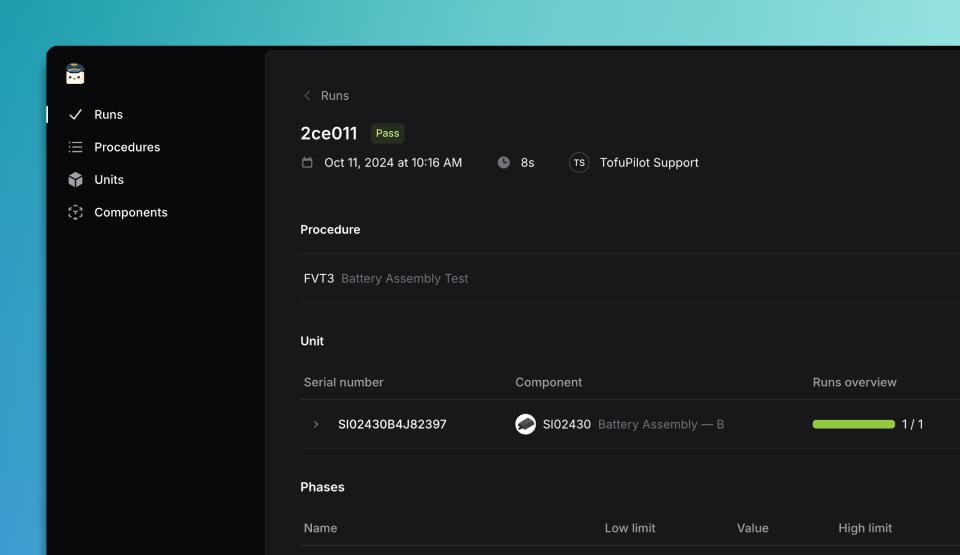 Runs
Procedures
Units
Components
Runs
2ce011 Pass
Oct 11, 2024 at 10:16 AM 8s TS TofuPilot Support
Procedure
FVT3 Battery Assembly Test
Unit
Serial number Component Runs overview
SI02430B4J82397 SI02430 Battery Assembly — B 1 / 1
Phases
Name Low limit Value High limit